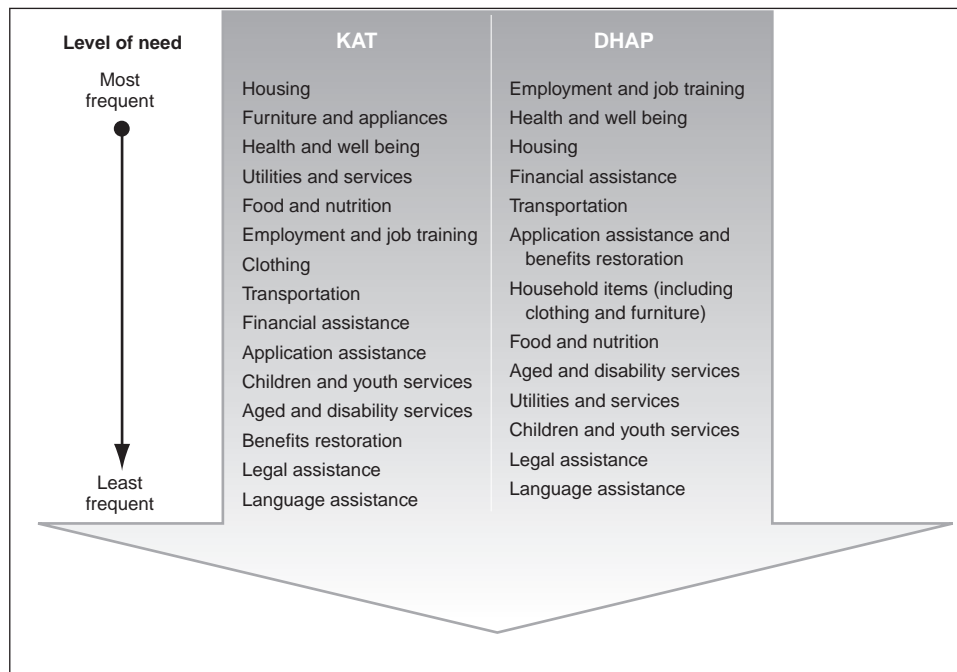 Level of need
Most
frequent
Least
frequent
KAT
Housing
Furniture and appliances
Health and well being
Utilities and services
Food and nutrition
Employment and job training
Clothing
Transportation
Financial assistance
Application assistance
Children and youth services
Aged and disability services
Benefits restoration
Legal assistance
Language assistance
DHAP
Employment and job training
Health and well being
Housing
Financial assistance
Transportation
Application assistance and
benefits restoration
Household items (including
clothing and furniture)
Food and nutrition
Aged and disability services
Utilities and services
Children and youth services
Legal assistance
Language assistance